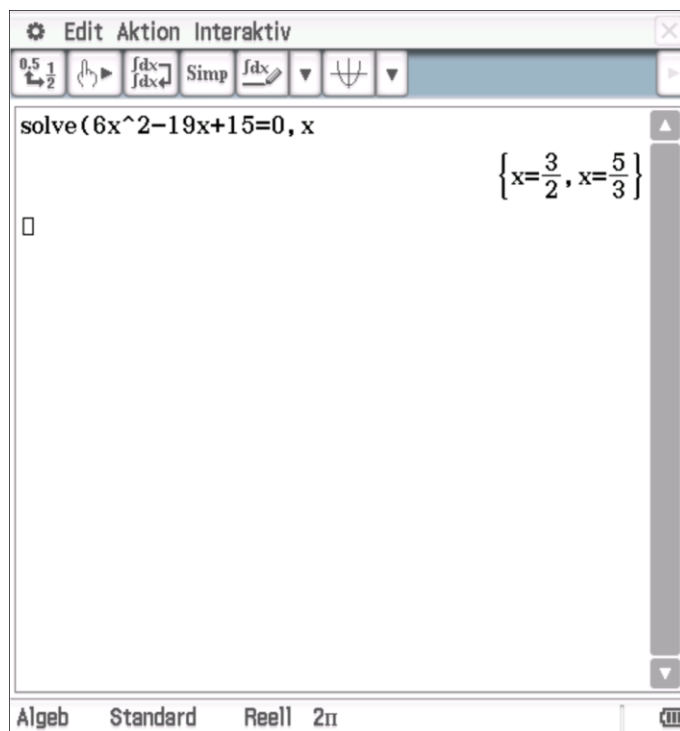 Edit Aktion Interaktiv
0,5 1 2 ∫dx ∫dx Simp ∫dx
solve(6x^2−19x+15=0,x
{x=3/2, x=5/3}
Algeb Standard Reell 2π